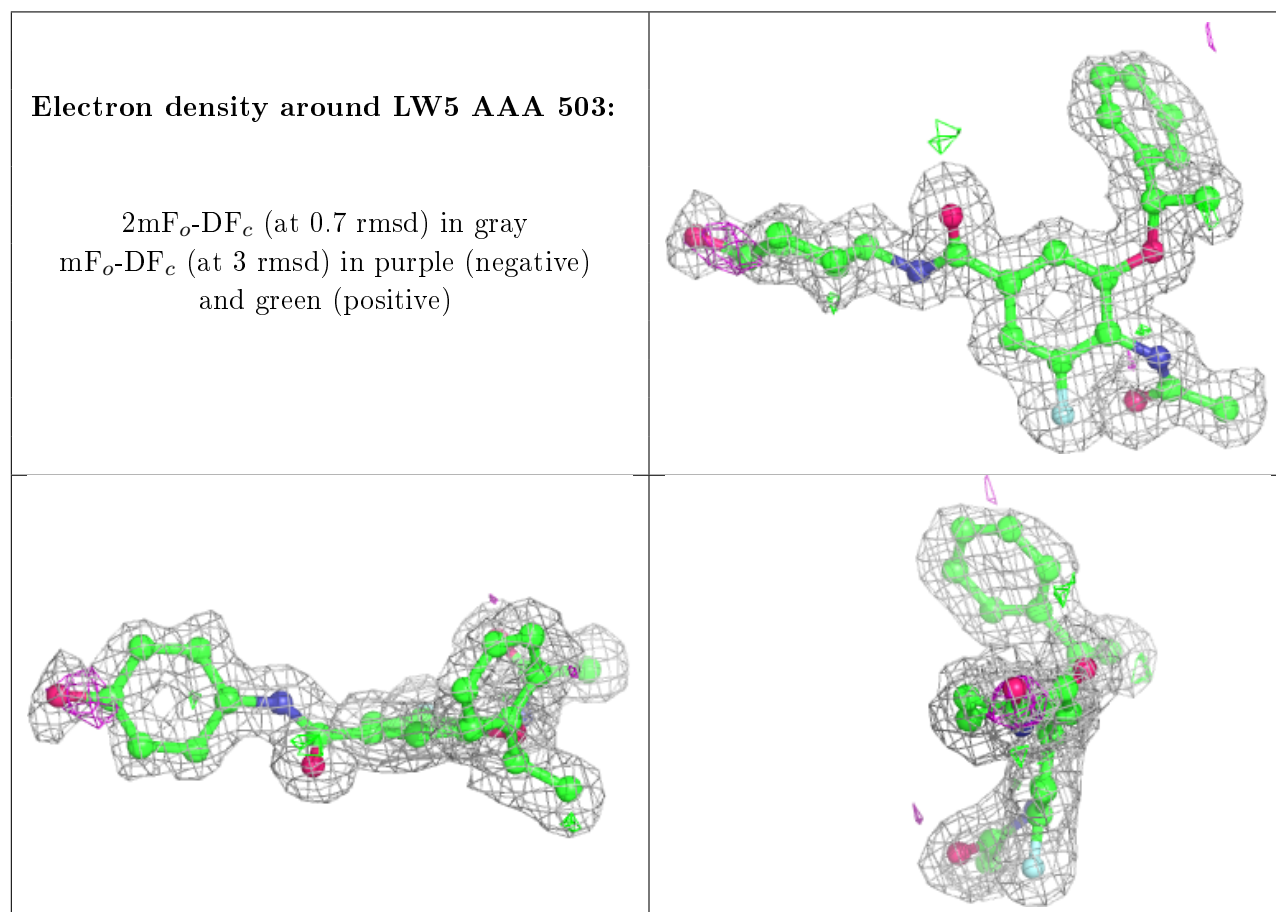 Electron density around LW5 AAA 503:
2mFₒ-DF𝒸 (at 0.7 rmsd) in gray
mFₒ-DF𝒸 (at 3 rmsd) in purple (negative)
and green (positive)